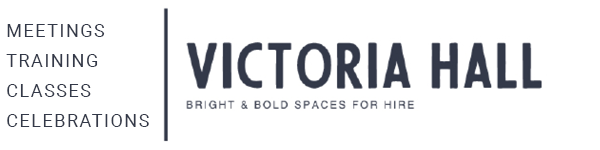 MEETINGS
TRAINING
CLASSES
CELEBRATIONS
VICTORIA HALL
BRIGHT & BOLD SPACES FOR HIRE